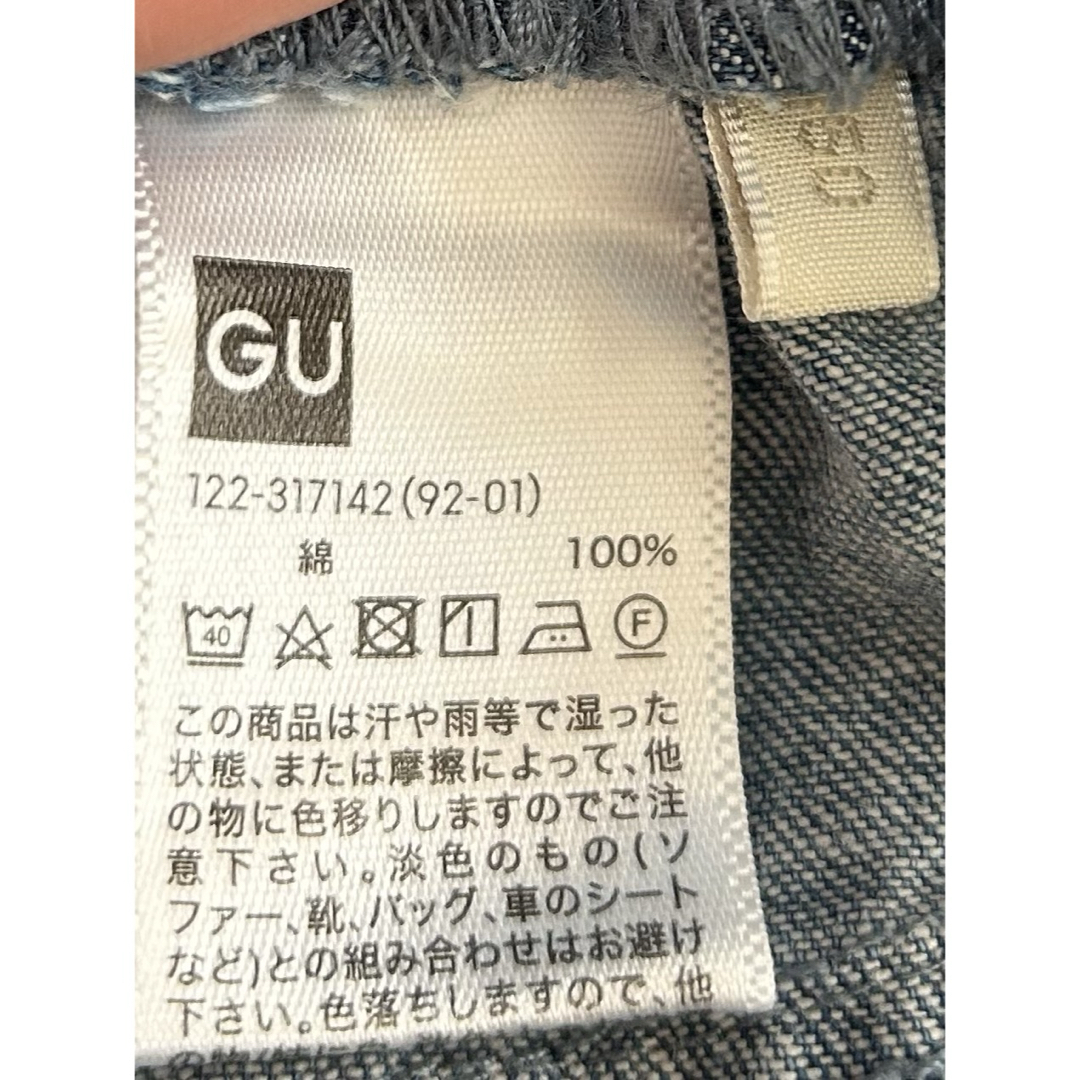 GU
122-317142(92-01)
綿 100%
40
F
この商品は汗や雨等で湿った
状態、または摩擦によって、他
の物に色移りしますのでご注
意下さい。淡色のもの(ソ
ファー、靴、バッグ、車のシート
など)との組み合わせはお避け
下さい。色落ちしますので、他